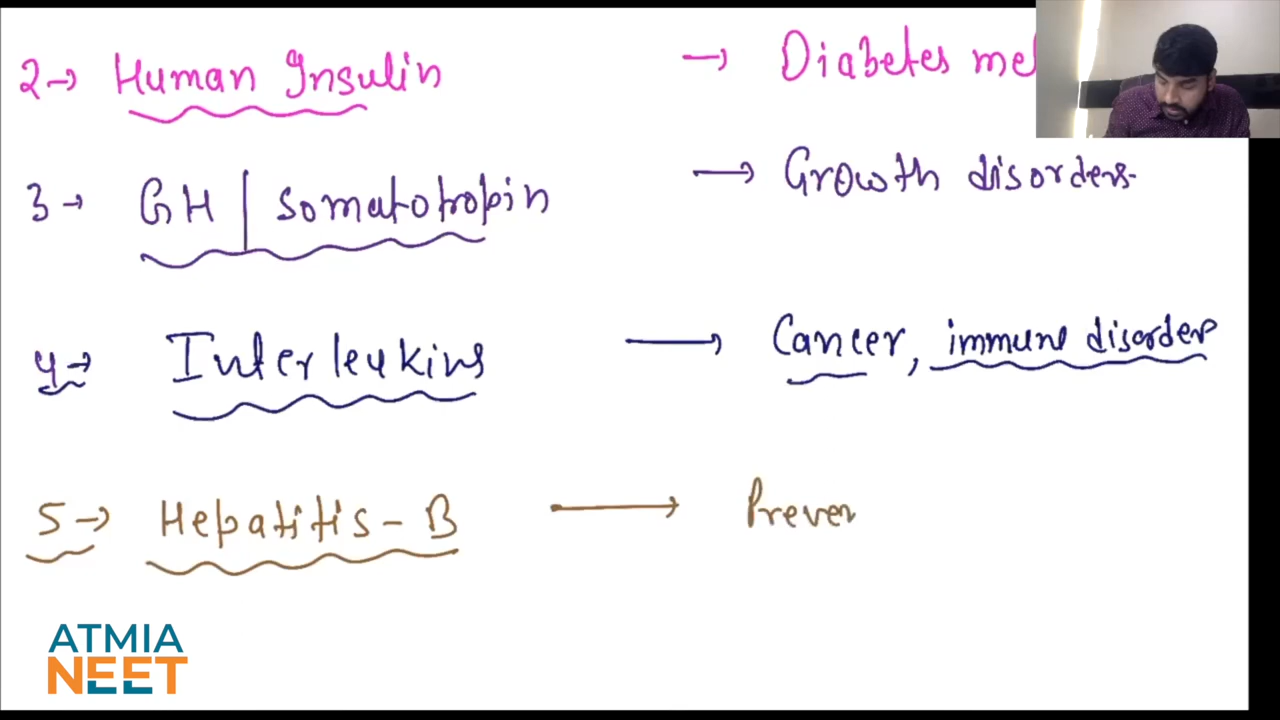 2→ Human Insulin → Diabetes mel
3→ GH | somatotropin → Growth disorders-
4→ Interleukins → Cancer, immune disorders
5→ Hepatitis-B → Preven
ATMIA
NEET